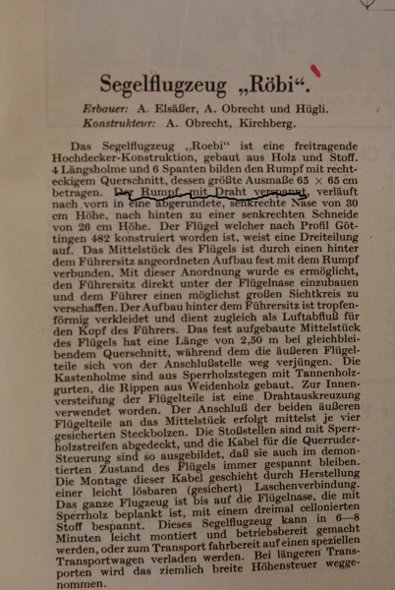 Segelflugzeug „Röbi“.
Erbauer: A. Elsäßer, A. Obrecht und Hügli.
Konstrukteur: A. Obrecht, Kirchberg.
Das Segelflugzeug „Roebi“ ist eine freitragende
Hochdecker-Konstruktion, gebaut aus Holz und Stoff.
4 Längsholme und 6 Spanten bilden den Rumpf mit recht-
eckigem Querschnitt, dessen größte Ausmaße 65 × 65 cm
betragen. Der Rumpf, mit Draht verspannt, verläuft
nach vorn in eine abgerundete, senkrechte Nase von 30
cm Höhe, nach hinten zu einer senkrechten Schneide
von 26 cm Höhe. Der Flügel welcher nach Profil Göt-
tingen 482 konstruiert worden ist, weist eine Dreiteilung
auf. Das Mittelstück des Flügels ist durch einen hinter
dem Führersitz angeordneten Aufbau fest mit dem Rumpf
verbunden. Mit dieser Anordnung wurde es ermöglicht,
den Führersitz direkt unter der Flügelnase einzubauen
und dem Führer einen möglichst großen Sichtkreis zu
verschaffen. Der Aufbau hinter dem Führersitz ist tropfen-
förmig verkleidet und dient zugleich als Luftabfluß für
den Kopf des Führers. Das fest aufgebaute Mittelstück
des Flügels hat eine Länge von 2,50 m bei gleichblei-
bendem Querschnitt, während dem die äußeren Flügel-
teile sich von der Anschlußstelle weg verjüngen. Die
Kastenholme sind aus Sperrholzstegen mit Tannenholz-
gurten, die Rippen aus Weidenholz gebaut. Zur Innen-
versteifung der Flügelteile ist eine Drahtauskreuzung
verwendet worden. Der Anschluß der beiden äußeren
Flügelteile an das Mittelstück erfolgt mittelst je vier
gesicherten Steckbolzen. Die Stoßstellen sind mit Sperr-
holzstreifen abgedeckt, und die Kabel für die Querruder-
Steuerung sind so ausgebildet, daß sie auch im demon-
tierten Zustand des Flügels immer gespannt bleiben.
Die Montage dieser Kabel geschieht durch Herstellung
einer leicht lösbaren (gesichert) Laschenverbindung.
Das ganze Flugzeug ist bis auf die Flügelnase, die mit
Sperrholz beplankt ist, mit einem dreimal cellonierten
Stoff bespannt. Dieses Segelflugzeug kann in 6—8
Minuten leicht montiert und betriebsbereit gemacht
werden, oder zum Transport fahrbereit auf einen speziellen
Transportwagen verladen werden. Bei längeren Trans-
porten wird das ziemlich breite Höhensteuer wegge-
nommen.